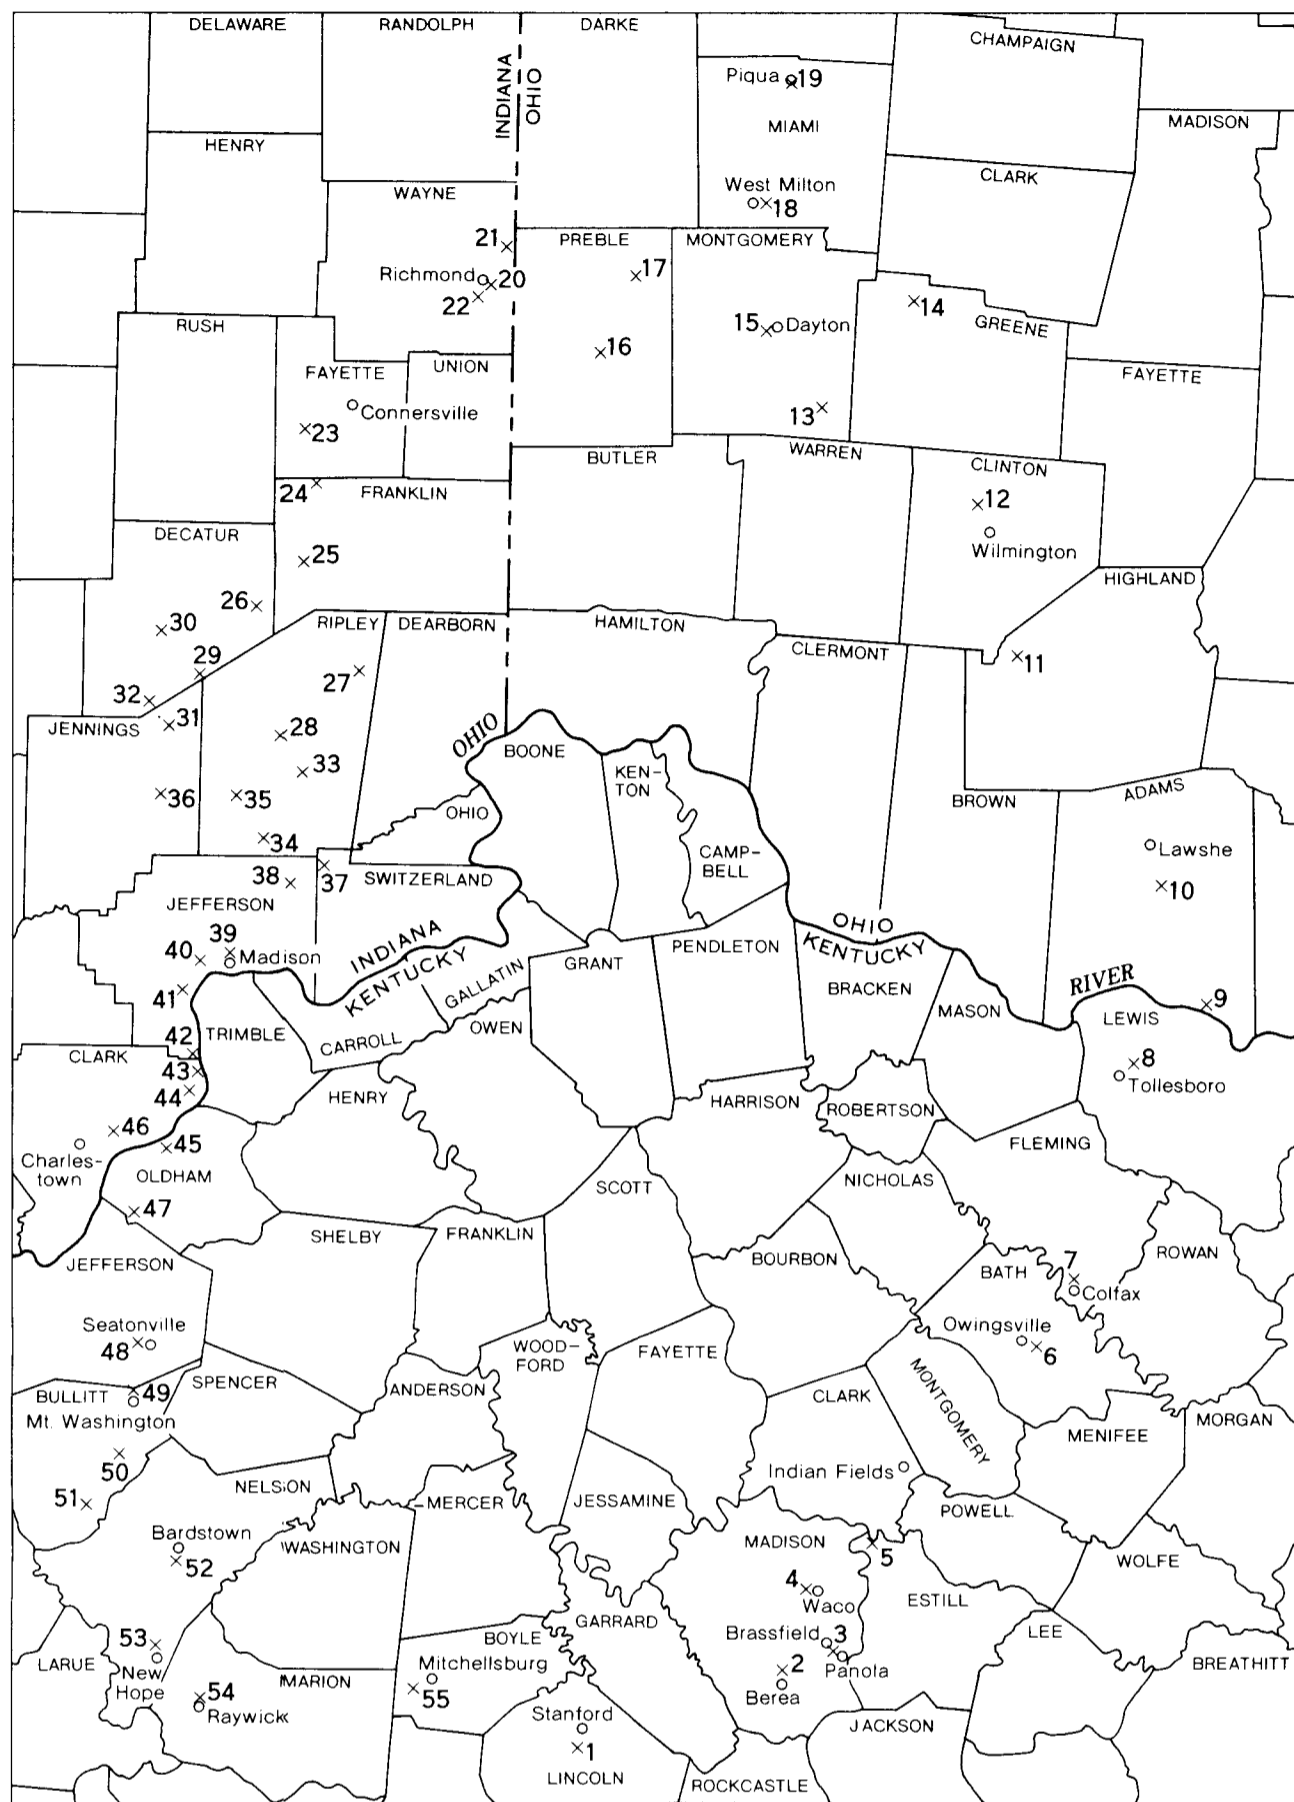 DELAWARE
RANDOLPH
DARKE
CHAMPAIGN
INDIANA
OHIO
Piqua
19
MADISON
MIAMI
HENRY
CLARK
West Milton
WAYNE
18
21
PREBLE
MONTGOMERY
17
Richmond
20
22
14
RUSH
GREENE
15
Dayton
16
UNION
FAYETTE
FAYETTE
Connersville
13
23
WARREN
BUTLER
CLINTON
24
FRANKLIN
12
DECATUR
Wilmington
25
HIGHLAND
26
30
RIPLEY
DEARBORN
HAMILTON
CLERMONT
29
11
27
32
31
JENNINGS
28
OHIO
BOONE
33
KEN-
TON
36
35
ADAMS
BROWN
OHIO
34
CAMP-
BELL
Lawshe
38
37
SWITZERLAND
10
JEFFERSON
39
OHIO
40
Madison
INDIANA
KENTUCKY
PENDLETON
KENTUCKY
GRANT
GALLATIN
RIVER
41
BRACKEN
MASON
9
LEWIS
TRIMBLE
OWEN
42
CARROLL
CLARK
8
43
Tollesboro
44
HENRY
HARRISON
ROBERTSON
46
45
FLEMING
Charles-
town
OLDHAM
NICHOLAS
SCOTT
47
SHELBY
FRANKLIN
ROWAN
BOURBON
JEFFERSON
7
BATH
Colfax
Seatonville
Owingsville
48
6
WOOD-
FORD
FAYETTE
SPENCER
ANDERSON
MONTGOMERY
BULLITT
49
CLARK
Mt. Washington
MORGAN
MENIFEE
50
Indian Fields
NELSON
51
MERCER
JESSAMINE
POWELL
Bardstown
MADISON
WASHINGTON
5
52
WOLFE
4
Waco
ESTILL
GARRARD
53
BOYLE
Brassfield
3
LEE
LARUE
New
Hope
Mitchellsburg
2
Panola
BREATHITT
MARION
54
55
Berea
Raywick
Stanford
JACKSON
1
LINCOLN
ROCKCASTLE